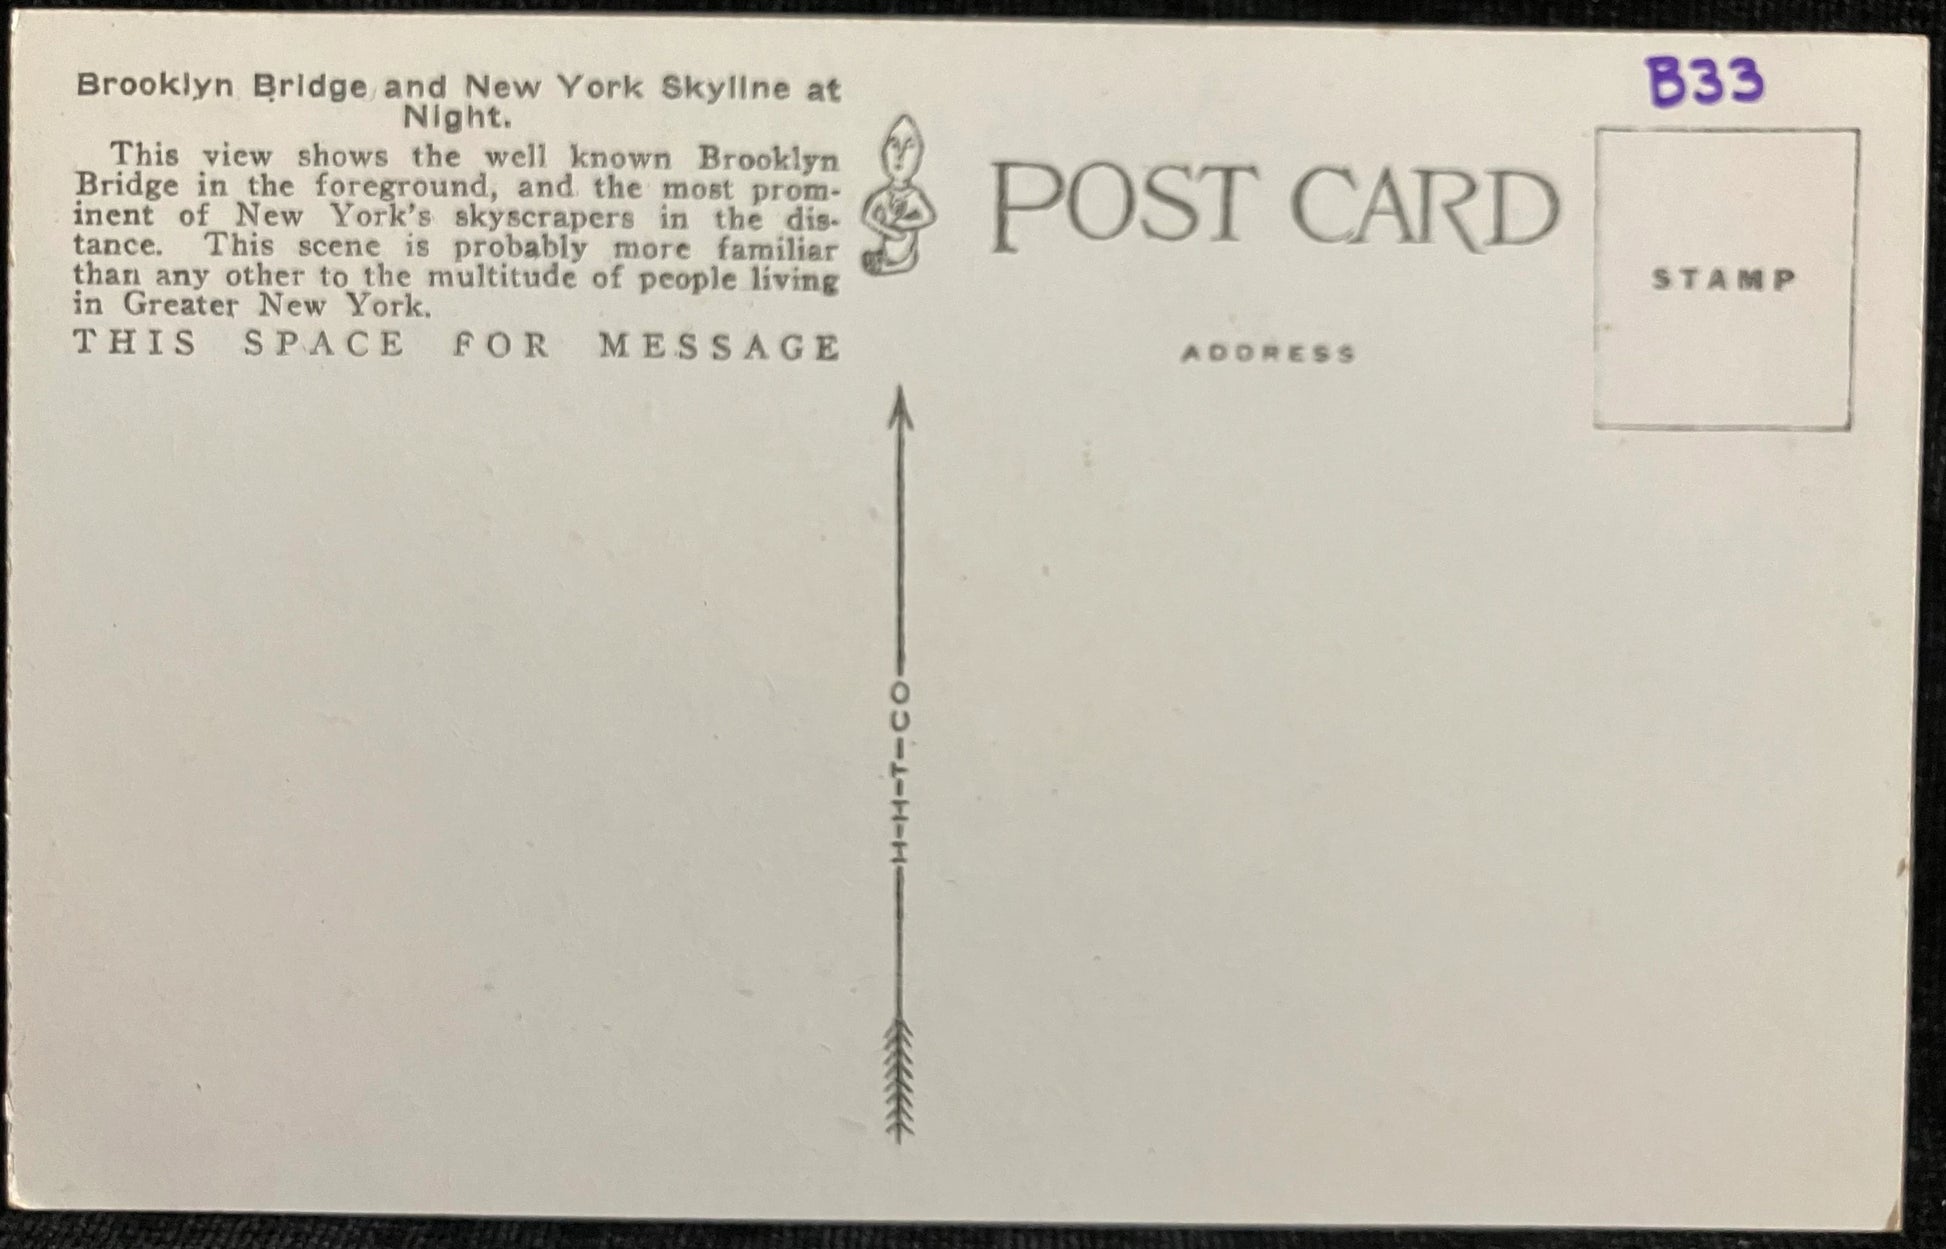 Brooklyn Bridge and New York Skyline at
Night.
This view shows the well known Brooklyn
Bridge in the foreground, and the most prom-
inent of New York's skyscrapers in the dis-
tance. This scene is probably more familiar
than any other to the multitude of people living
in Greater New York.
THIS SPACE FOR MESSAGE
H-H-T-CO
POST CARD
ADDRESS
B33
STAMP